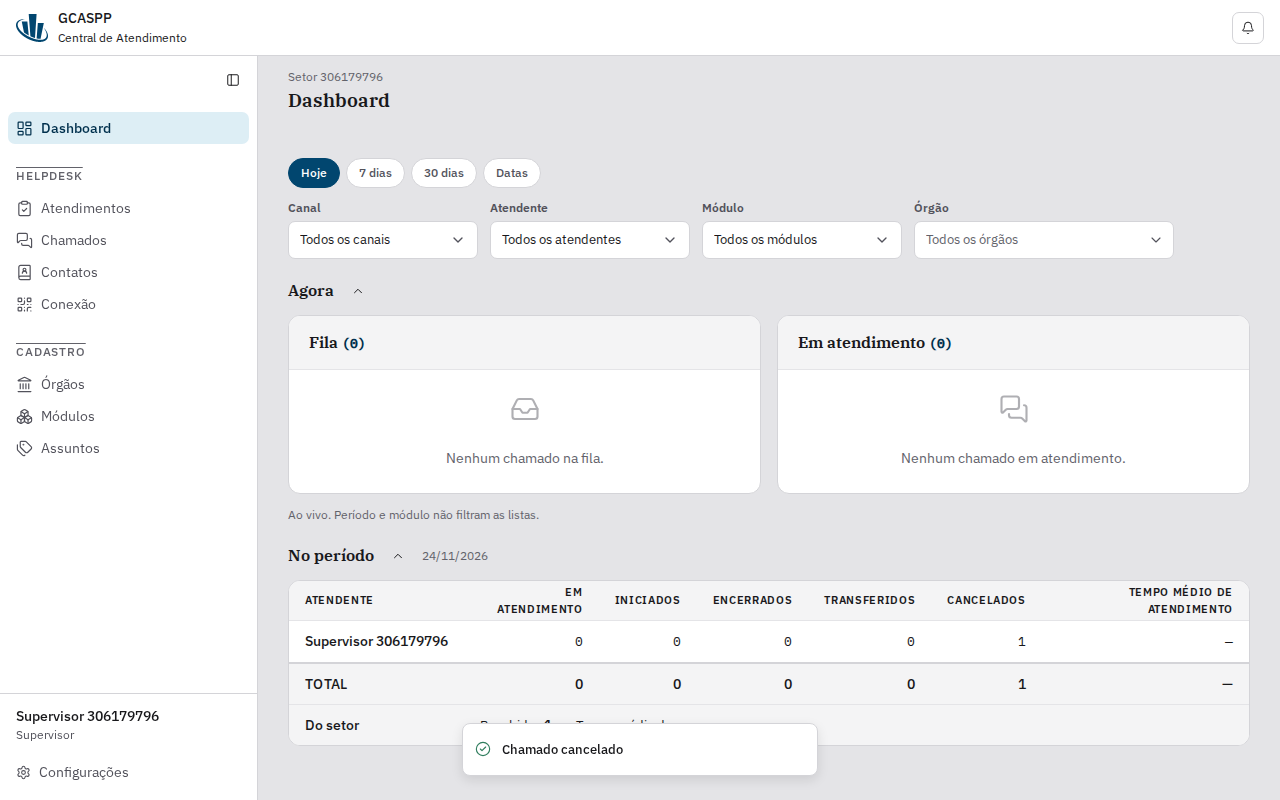 GCASPP
Central de Atendimento
Setor 306179796
Dashboard
Dashboard
HELPDESK
Atendimentos
Chamados
Contatos
Conexão
CADASTRO
Órgãos
Módulos
Assuntos
Supervisor 306179796
Supervisor
Configurações
Hoje 7 dias 30 dias Datas
Canal Atendente Módulo Órgão
Todos os canais Todos os atendentes Todos os módulos Todos os órgãos
Agora
Fila (0) Em atendimento (0)
Nenhum chamado na fila. Nenhum chamado em atendimento.
Ao vivo. Período e módulo não filtram as listas.
No período 24/11/2026
ATENDENTE EM ATENDIMENTO INICIADOS ENCERRADOS TRANSFERIDOS CANCELADOS TEMPO MÉDIO DE ATENDIMENTO
Supervisor 306179796 0 0 0 0 1 —
TOTAL 0 0 0 0 1 —
Do setor
Chamado cancelado